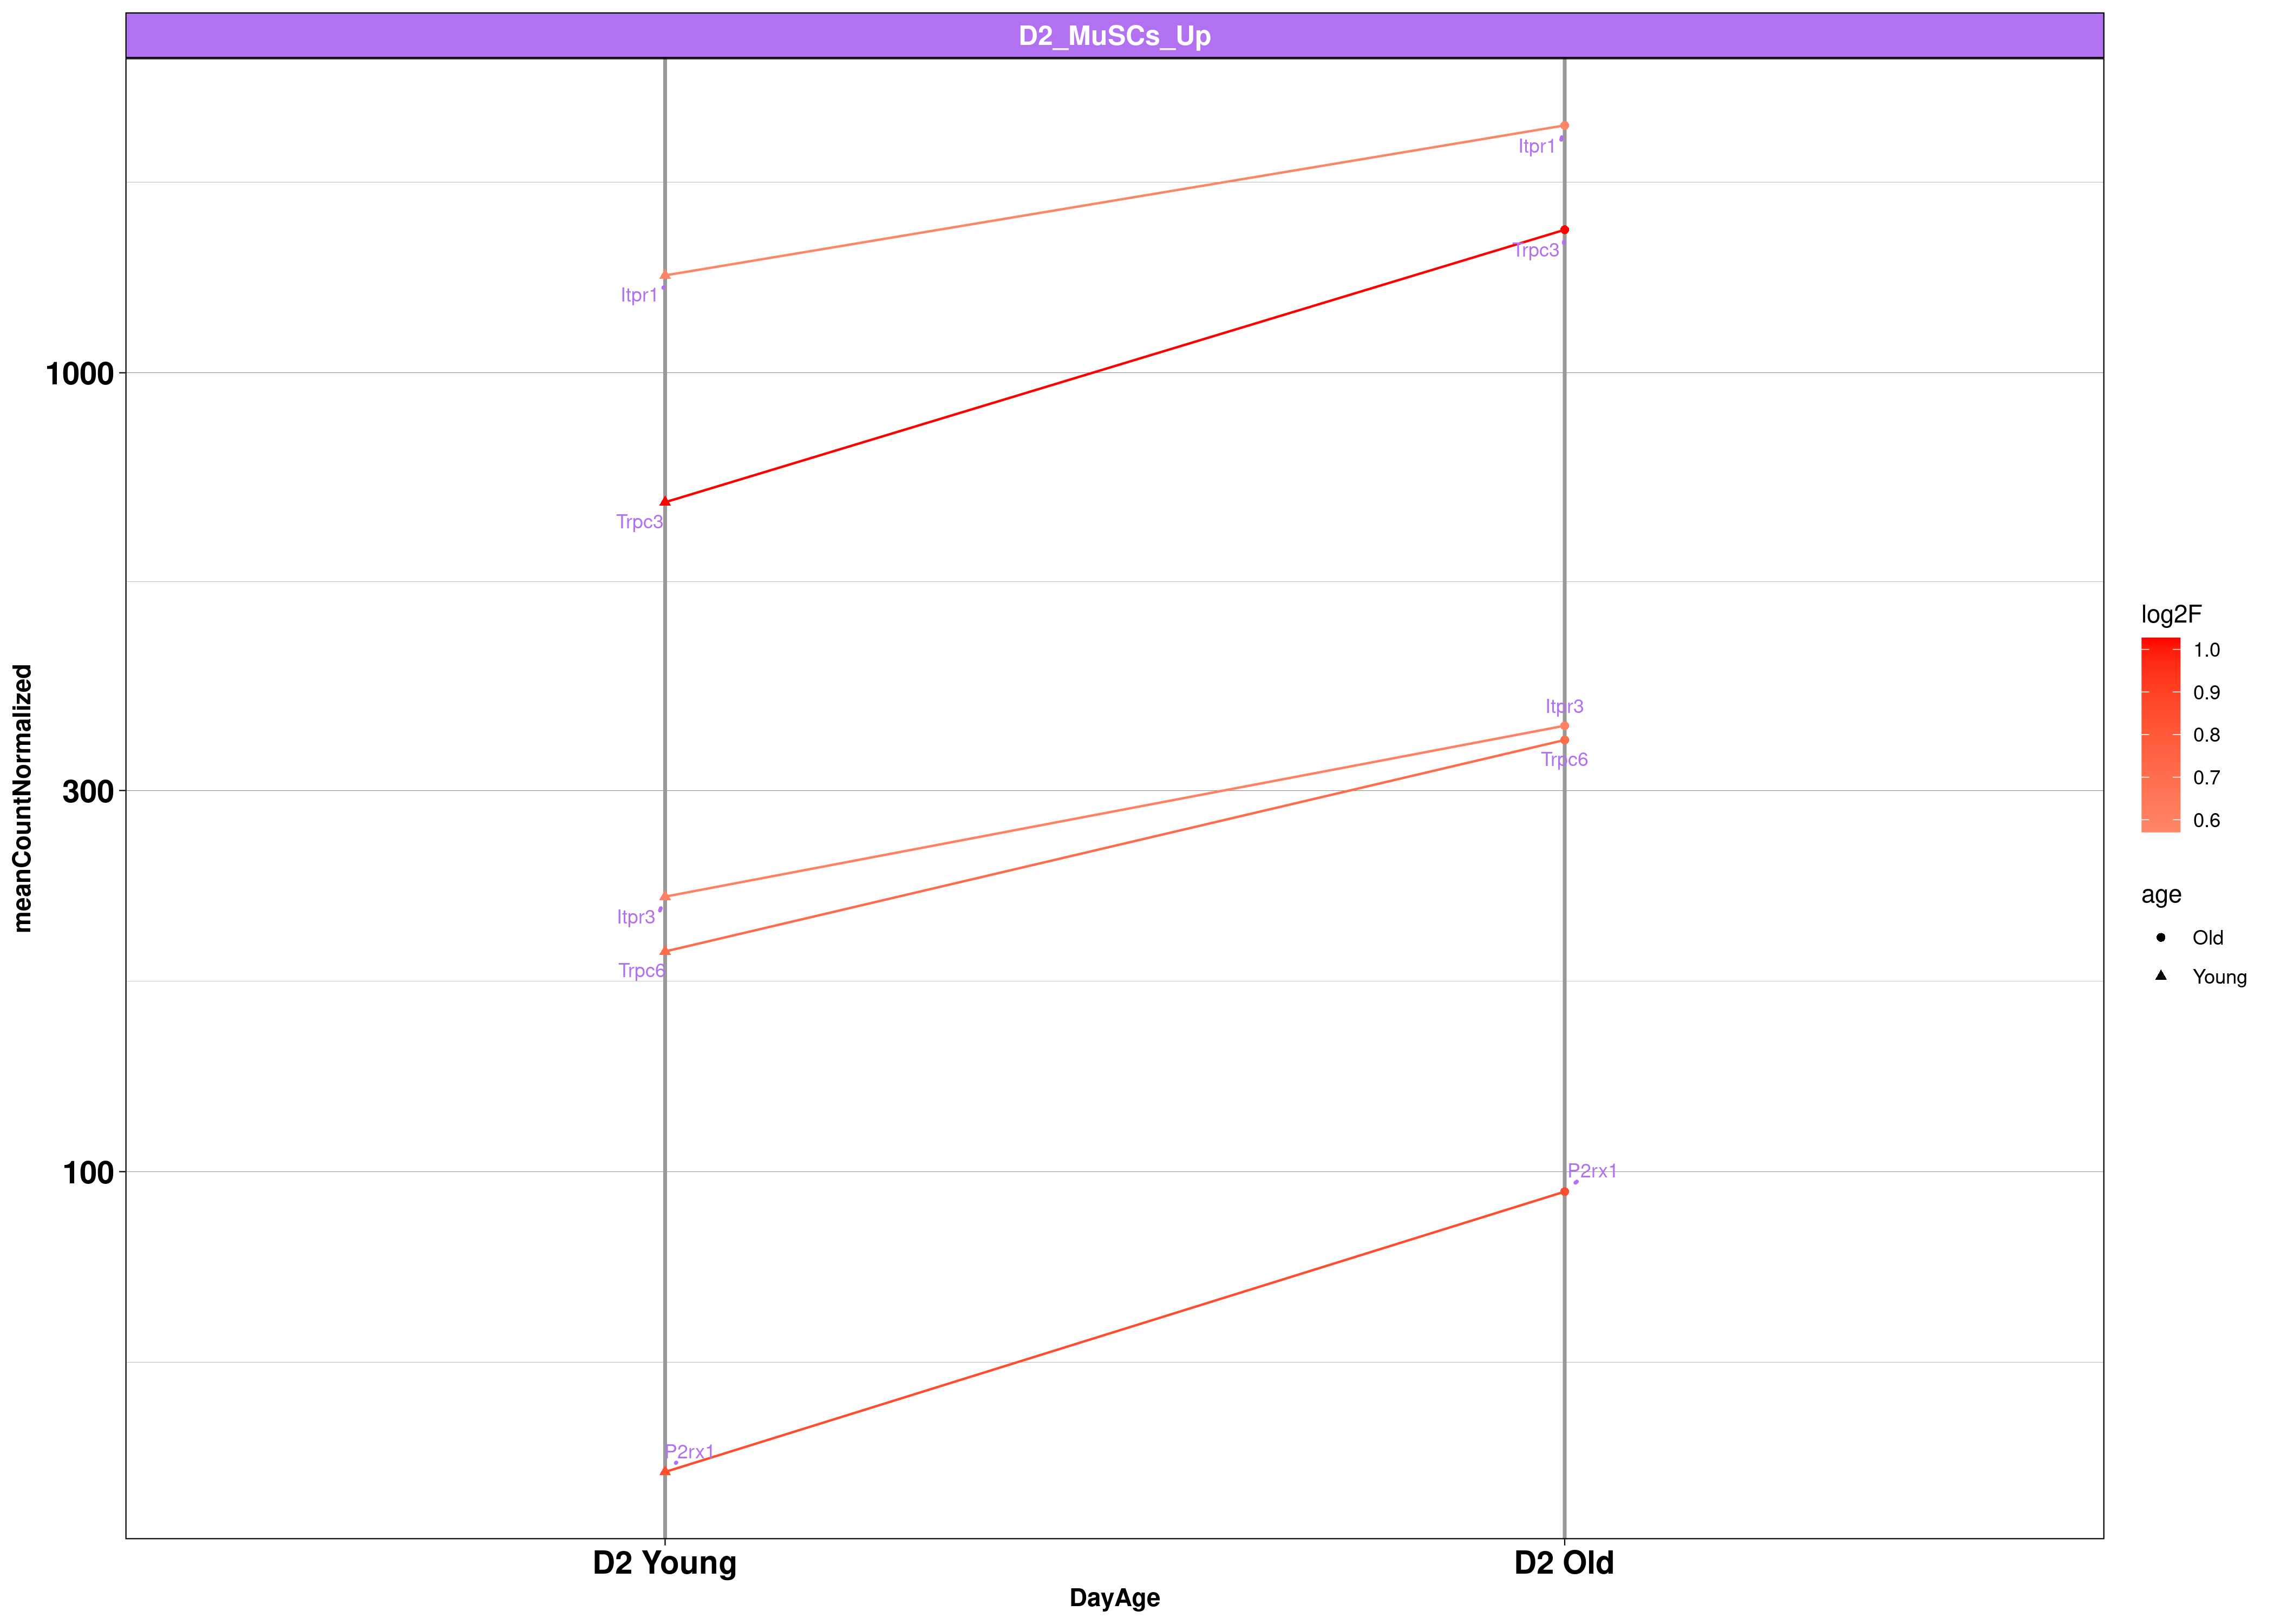 D2_MuSCs_Up
Itpr1
Trpc3
Itpr1
1000
Trpc3
Itpr3
Trpc6
300
Itpr3
Trpc6
P2rx1
100
P2rx1
meanCountNormalized
D2 Young
D2 Old
DayAge
log2F
1.0
0.9
0.8
0.7
0.6
age
Old
Young